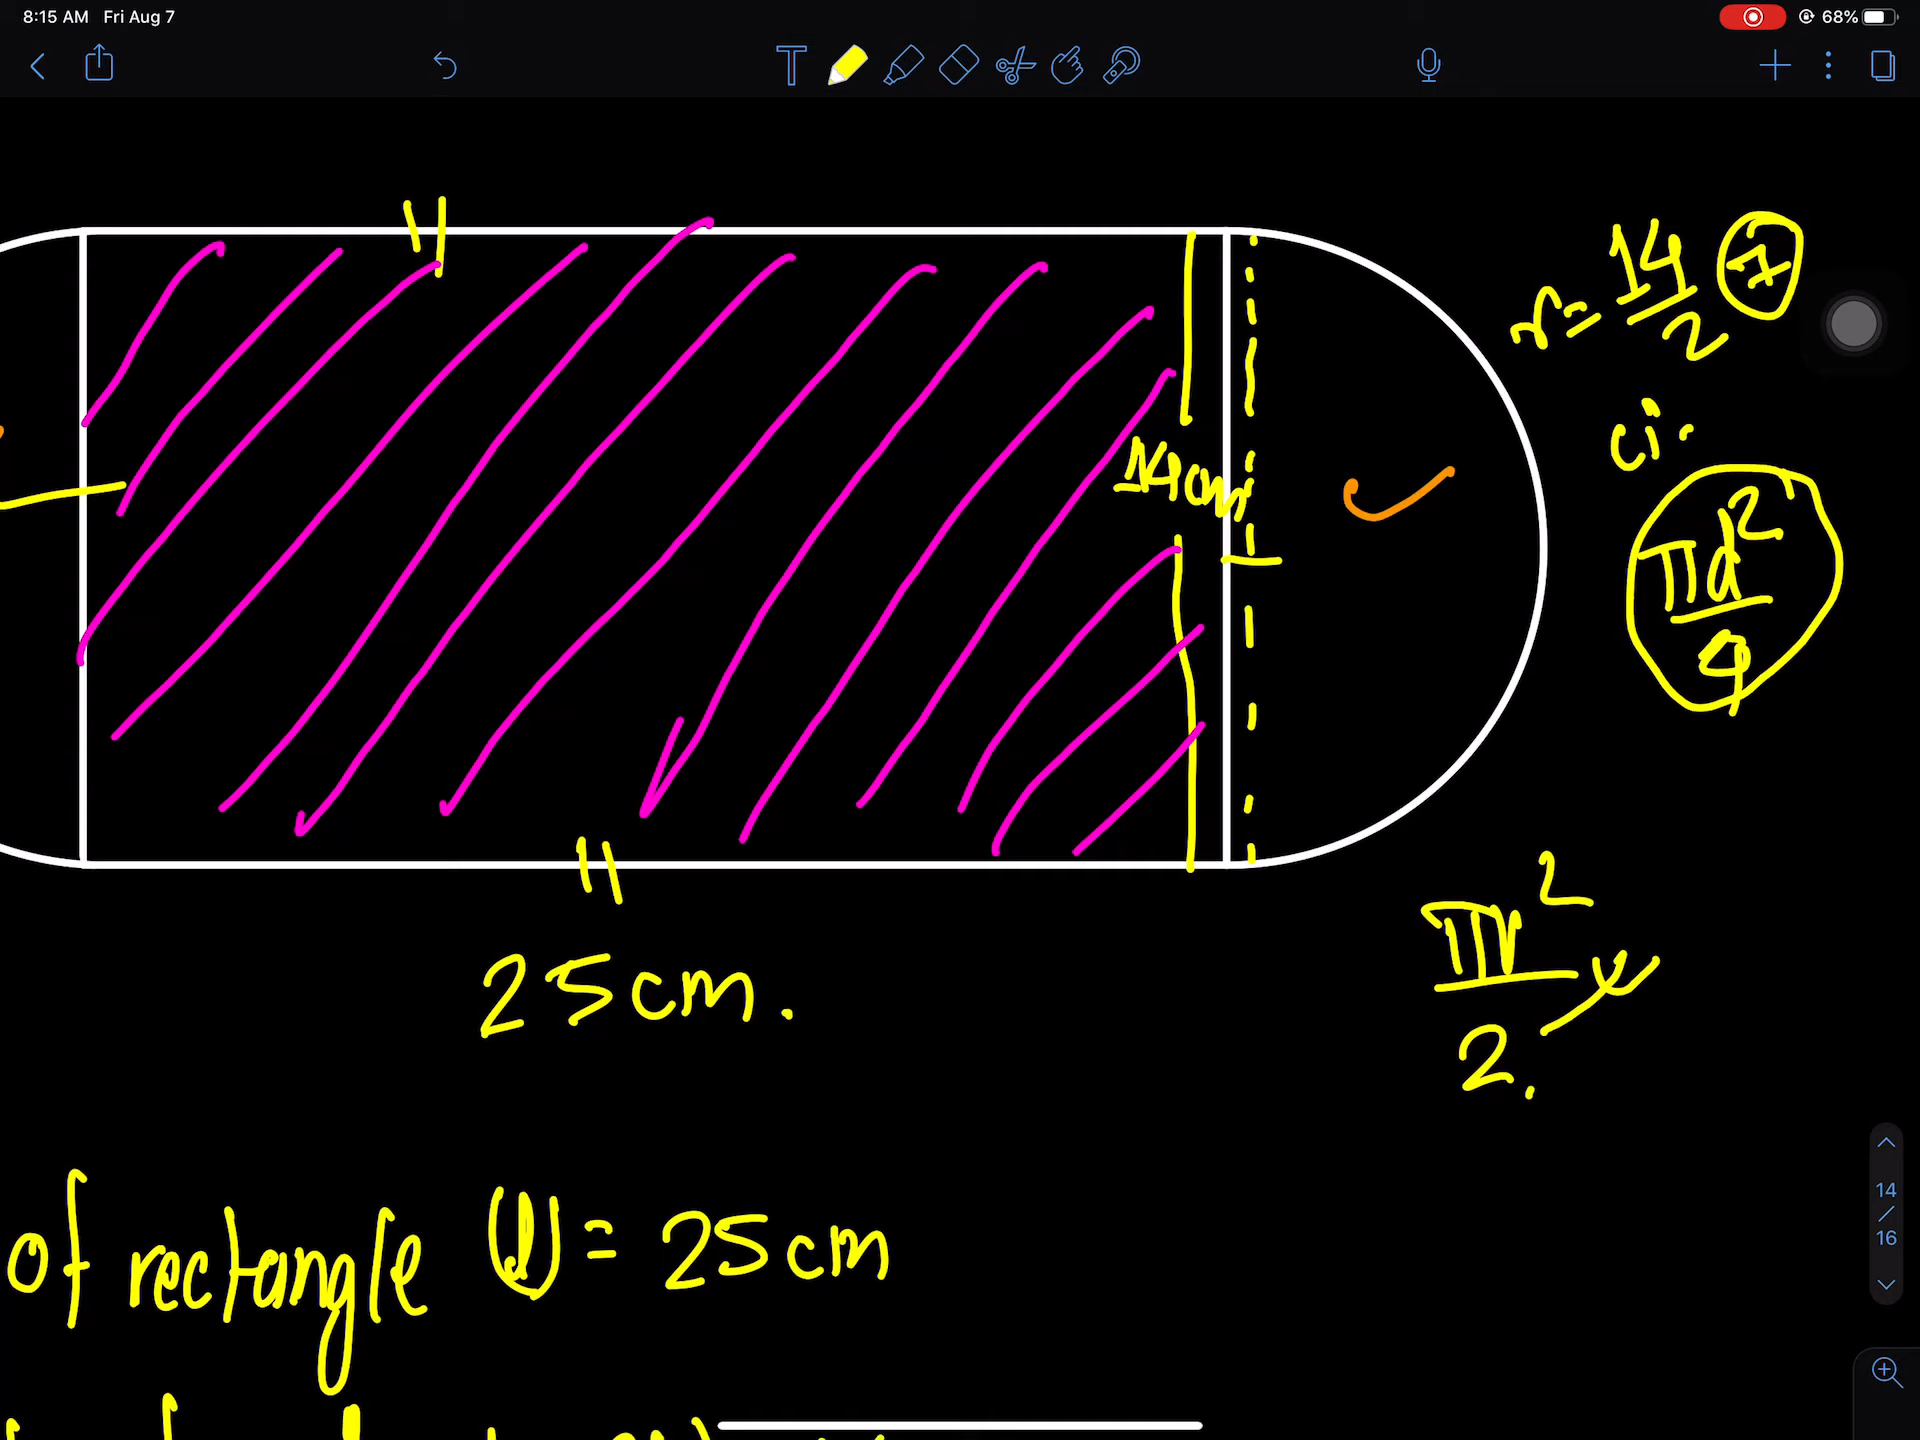 8:15 AM Fri Aug 7
68%
r = 14/2 7
14cm
ci.
πd²/4
πr²/2.
25cm.
of rectangle (l) = 25cm
14
/
16